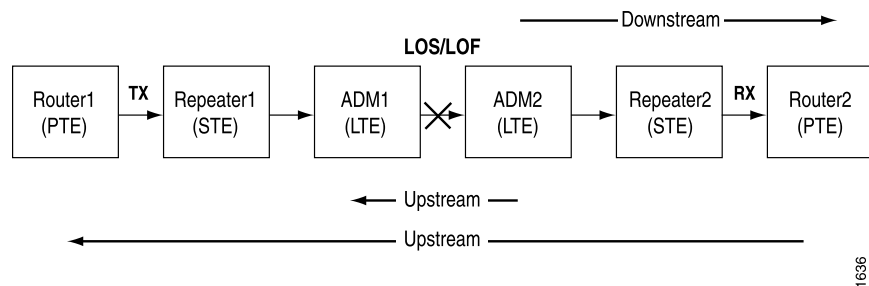 Downstream
LOS/LOF
Router1
(PTE)
TX
Repeater1
(STE)
ADM1
(LTE)
ADM2
(LTE)
Repeater2
(STE)
RX
Router2
(PTE)
Upstream
Upstream
1636